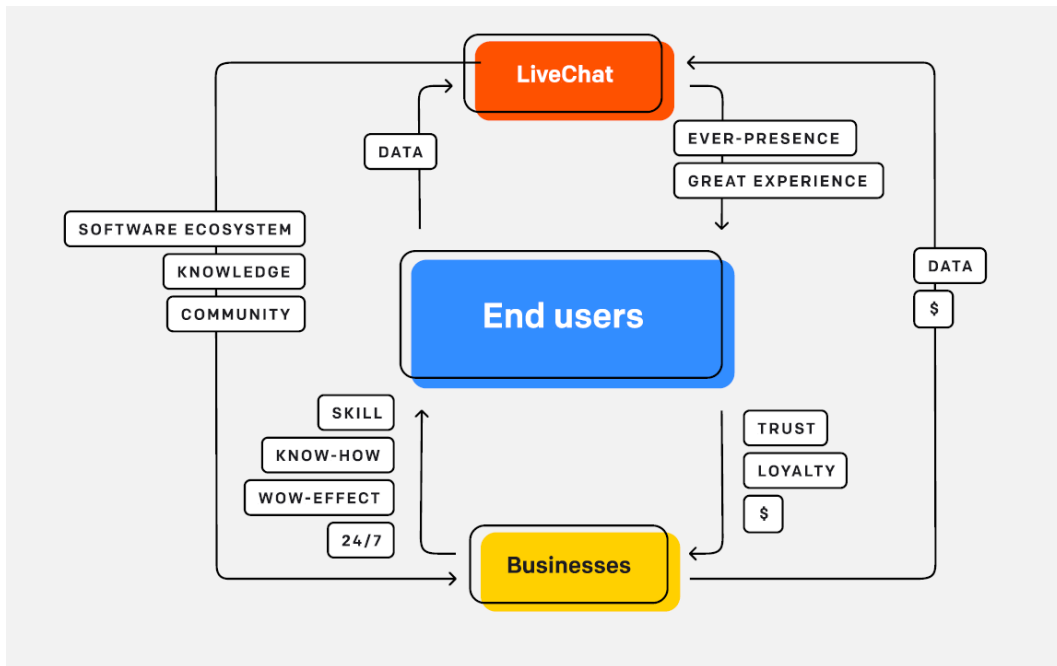 LiveChat
DATA
EVER-PRESENCE
GREAT EXPERIENCE
SOFTWARE ECOSYSTEM
KNOWLEDGE
COMMUNITY
DATA
$
End users
SKILL
KNOW-HOW
WOW-EFFECT
24/7
TRUST
LOYALTY
$
Businesses